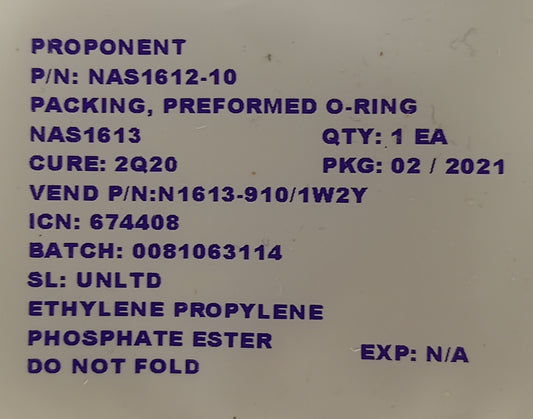 PROPONENT
P/N: NAS1612-10
PACKING, PREFORMED O-RING
NAS1613 QTY: 1 EA
CURE: 2Q20 PKG: 02 / 2021
VEND P/N:N1613-910/1W2Y
ICN: 674408
BATCH: 0081063114
SL: UNLTD
ETHYLENE PROPYLENE
PHOSPHATE ESTER
DO NOT FOLD EXP: N/A